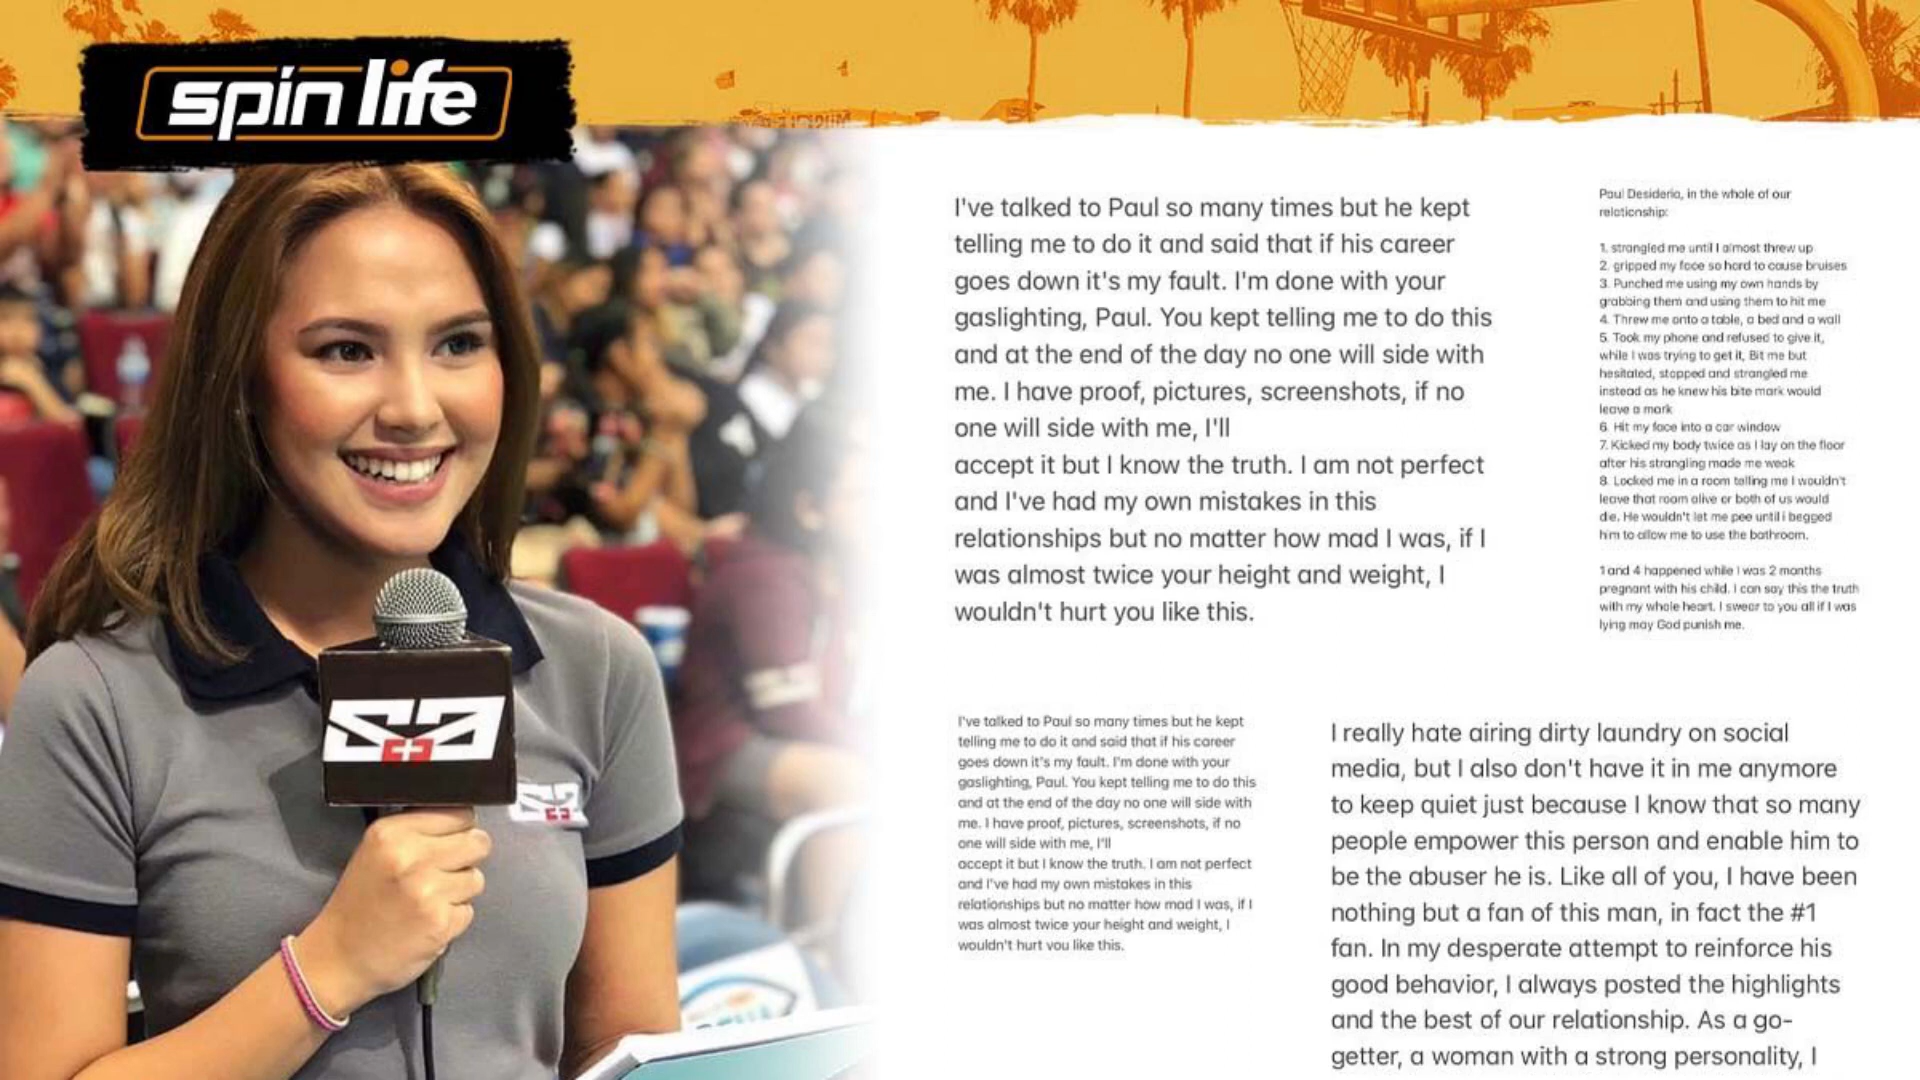 spin life
I've talked to Paul so many times but he kept
telling me to do it and said that if his career
goes down it's my fault. I'm done with your
gaslighting, Paul. You kept telling me to do this
and at the end of the day no one will side with
me. I have proof, pictures, screenshots, if no
one will side with me, I'll
accept it but I know the truth. I am not perfect
and I've had my own mistakes in this
relationships but no matter how mad I was, if I
was almost twice your height and weight, I
wouldn't hurt you like this.
Paul Desiderio, in the whole of our
relationship:
1. strangled me until I almost threw up
2. gripped my face so hard to cause bruises
3. Punched me using my own hands by
grabbing them and using them to hit me
4. Threw me onto a table, a bed and a wall
5. Took my phone and refused to give it,
while I was trying to get it, Bit me but
hesitated, stopped and strangled me
instead as he knew his bite mark would
leave a mark
6. Hit my face into a car window
7. Kicked my body twice as I lay on the floor
after his strangling made me weak
8. Locked me in a room telling me I wouldn't
leave that room alive or both of us would
die. He wouldn't let me pee until i begged
him to allow me to use the bathroom.
1 and 4 happened while I was 2 months
pregnant with his child. I can say this the truth
with my whole heart. I swear to you all if I was
lying may God punish me.
I've talked to Paul so many times but he kept
telling me to do it and said that if his career
goes down it's my fault. I'm done with your
gaslighting, Paul. You kept telling me to do this
and at the end of the day no one will side with
me. I have proof, pictures, screenshots, if no
one will side with me, I'll
accept it but I know the truth. I am not perfect
and I've had my own mistakes in this
relationships but no matter how mad I was, if I
was almost twice your height and weight, I
wouldn't hurt you like this.
I really hate airing dirty laundry on social
media, but I also don't have it in me anymore
to keep quiet just because I know that so many
people empower this person and enable him to
be the abuser he is. Like all of you, I have been
nothing but a fan of this man, in fact the #1
fan. In my desperate attempt to reinforce his
good behavior, I always posted the highlights
and the best of our relationship. As a go-
getter, a woman with a strong personality, I